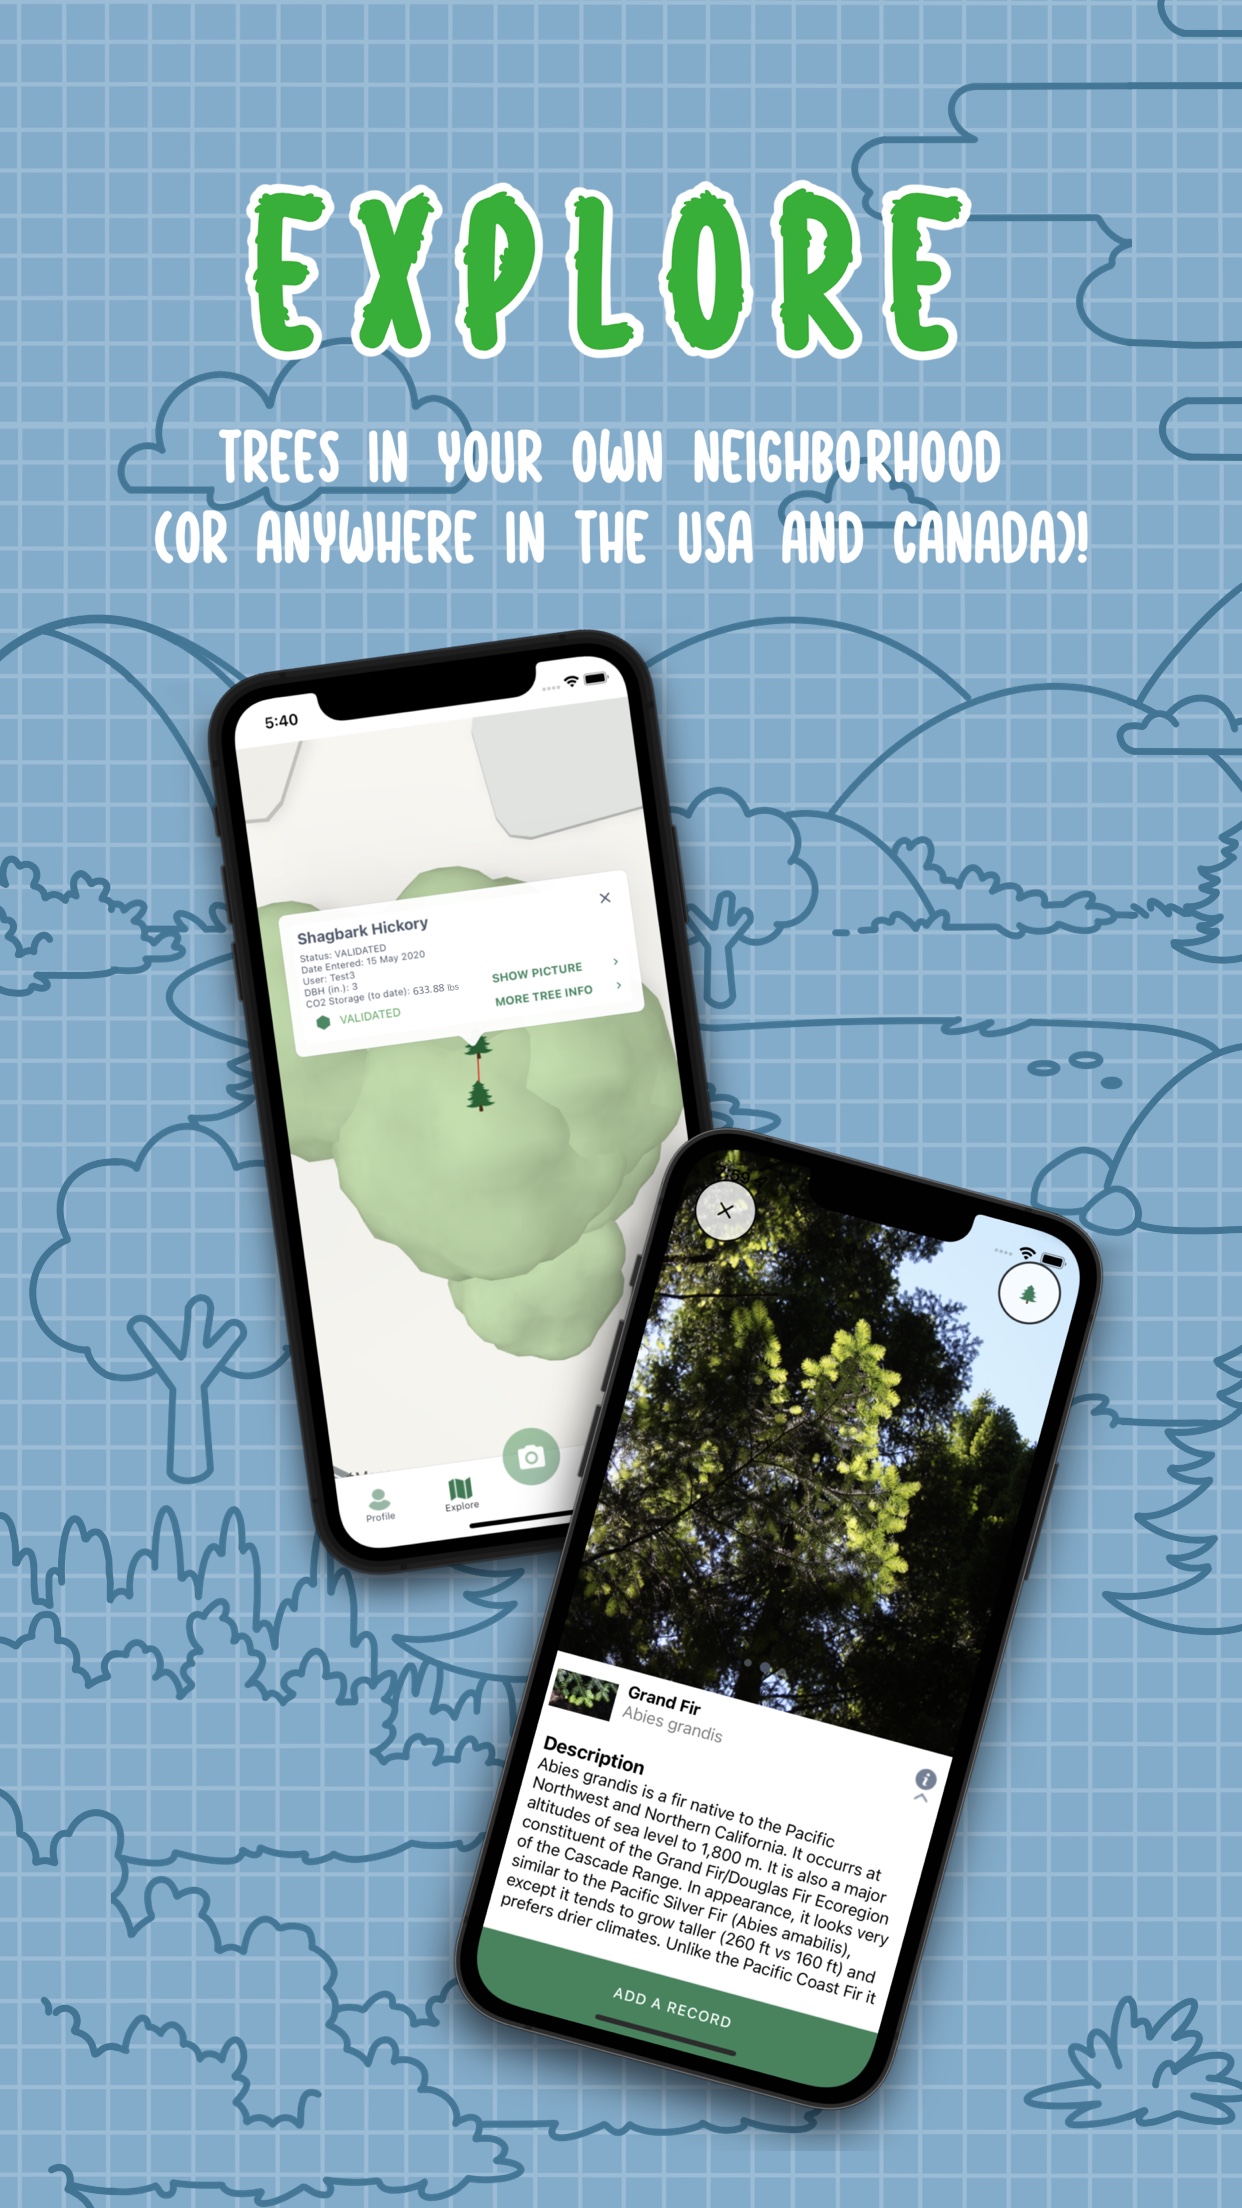 EXPLORE
TREES IN YOUR OWN NEIGHBORHOOD
(OR ANYWHERE IN THE USA AND CANADA)!
5:40
Shagbark Hickory
Status: VALIDATED
Date Entered: 15 May 2020
User: Test3
DBH (in.): 3
CO2 Storage (to date): 633.88 lbs
VALIDATED
SHOW PICTURE
MORE TREE INFO
Profile
Explore
Grand Fir
Abies grandis
Description
Abies grandis is a fir native to the Pacific
Northwest and Northern California. It occurrs at
altitudes of sea level to 1,800 m. It is also a major
constituent of the Grand Fir/Douglas Fir Ecoregion
of the Cascade Range. In appearance, it looks very
similar to the Pacific Silver Fir (Abies amabilis),
except it tends to grow taller (260 ft vs 160 ft) and
prefers drier climates. Unlike the Pacific Coast Fir it
ADD A RECORD